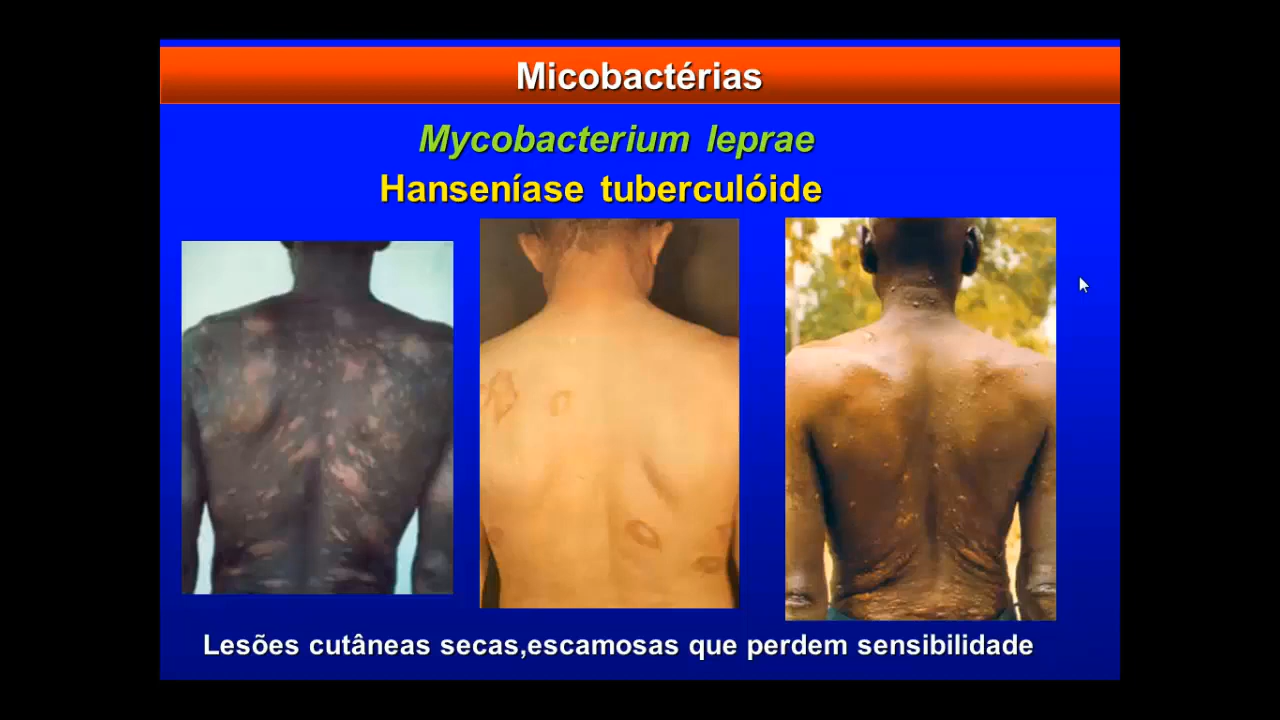 Micobactérias
Mycobacterium leprae
Hanseníase tuberculóide
Lesões cutâneas secas,escamosas que perdem sensibilidade